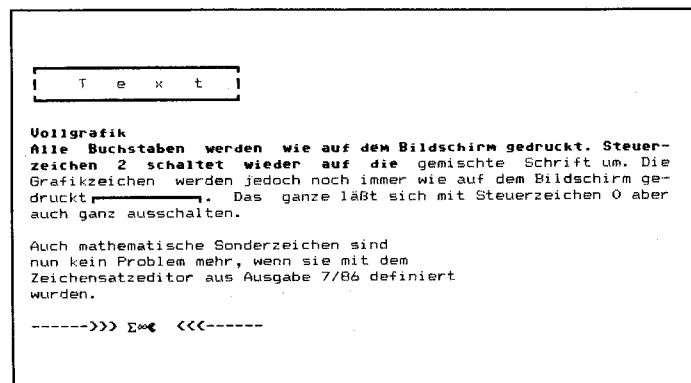 T e x t
Vollgrafik
Alle Buchstaben werden wie auf dem Bildschirm gedruckt. Steuer-
zeichen 2 schaltet wieder auf die gemischte Schrift um. Die
Grafikzeichen werden jedoch noch immer wie auf dem Bildschirm ge-
druckt . Das ganze läßt sich mit Steuerzeichen 0 aber
auch ganz ausschalten.
Auch mathematische Sonderzeichen sind
nun kein Problem mehr, wenn sie mit dem
Zeichensatzeditor aus Ausgabe 7/86 definiert
wurden.
------>>> Σ∞€ <<<------